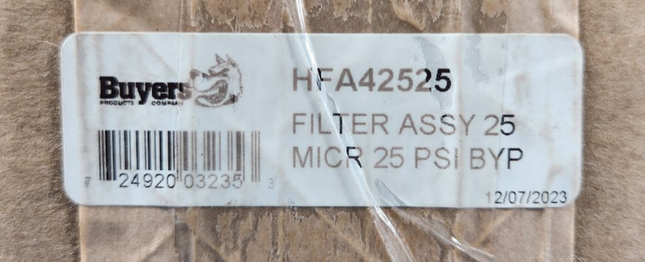 Buyers
PRODUCTS COMPANY
HFA42525
FILTER ASSY 25
MICR 25 PSI BYP
7 24920 03235 3
12/07/2023